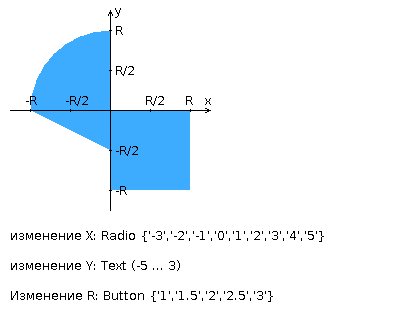 y
R
R/2
-R -R/2 R/2 R x
-R/2
-R
изменение X: Radio {'-3','-2','-1','0','1','2','3','4','5'}
изменение Y: Text (-5 ... 3)
Изменение R: Button {'1','1.5','2','2.5','3'}